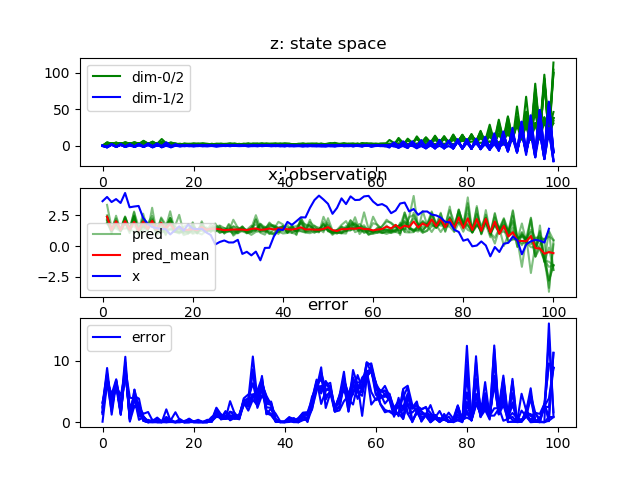 z: state space
100
50
0
dim-0/2
dim-1/2
0 20 40 60 80 100
x: observation
2.5
0.0
−2.5
pred
pred_mean
x
0 20 40 60 80 100
error
10
0
error
0 20 40 60 80 100